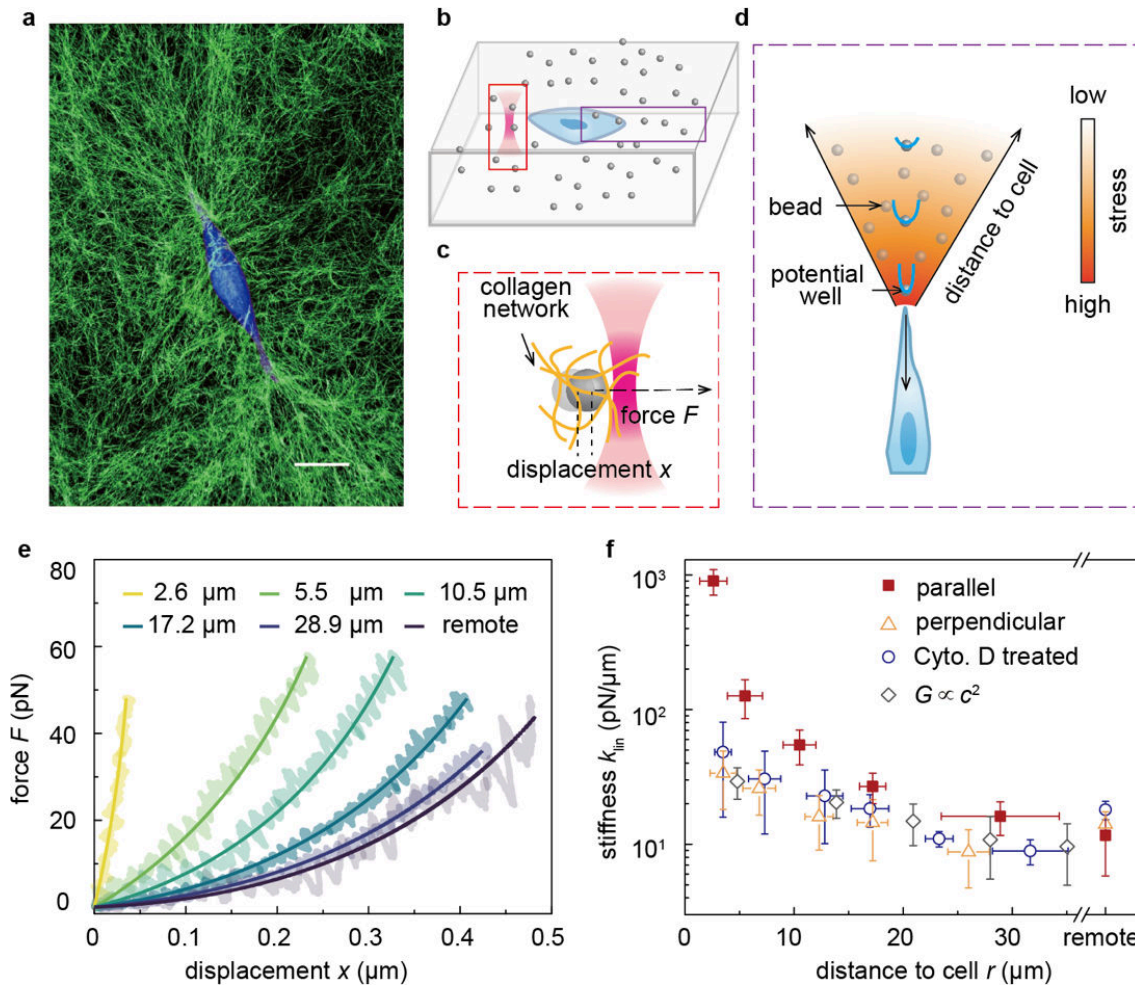 a
b
c
collagen
network
force F
displacement x
d
bead
potential
well
distance to cell
low
stress
high
e
80
60
40
20
0
force F (pN)
2.6 μm
5.5 μm
10.5 μm
17.2 μm
28.9 μm
remote
0
0.1
0.2
0.3
0.4
0.5
displacement x (μm)
f
10³
10²
10¹
stiffness k_lin (pN/μm)
parallel
perpendicular
Cyto. D treated
G ∝ c²
0
10
20
30
remote
distance to cell r (μm)